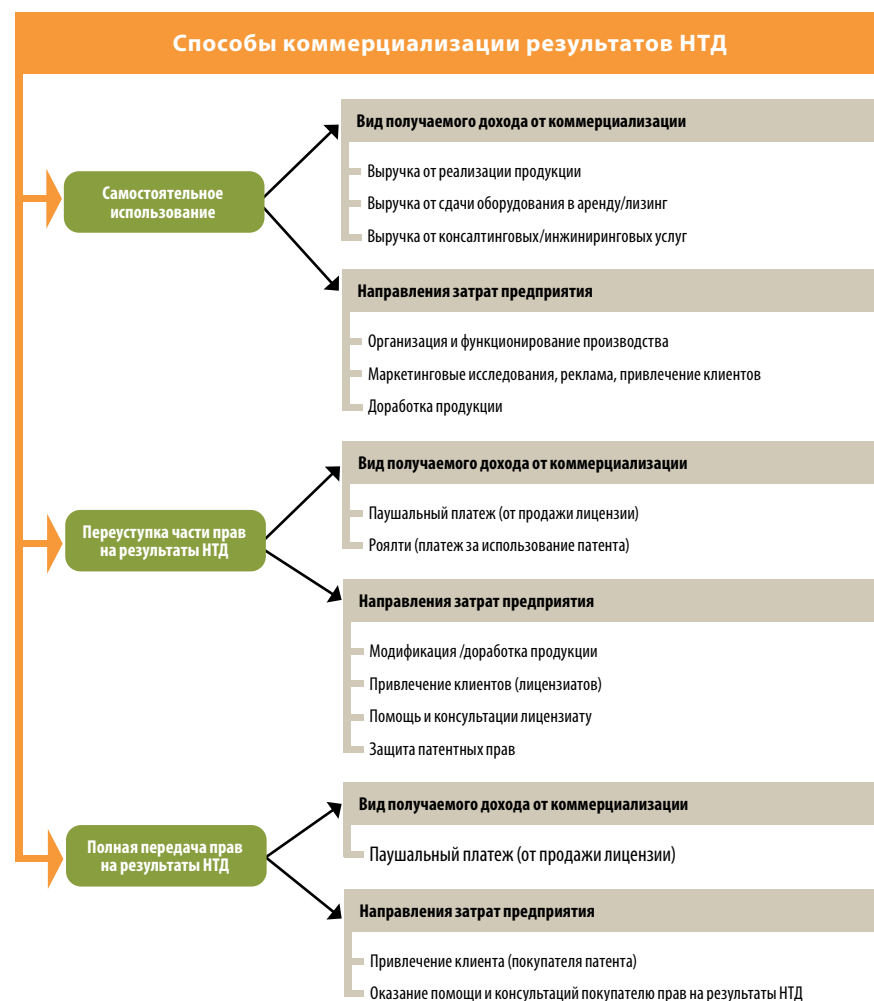 Способы коммерциализации результатов НТД
Самостоятельное
использование
Вид получаемого дохода от коммерциализации
Выручка от реализации продукции
Выручка от сдачи оборудования в аренду/лизинг
Выручка от консалтинговых/инжиниринговых услуг
Направления затрат предприятия
Организация и функционирование производства
Маркетинговые исследования, реклама, привлечение клиентов
Доработка продукции
Переуступка части прав
на результаты НТД
Вид получаемого дохода от коммерциализации
Паушальный платеж (от продажи лицензии)
Роялти (платеж за использование патента)
Направления затрат предприятия
Модификация /доработка продукции
Привлечение клиентов (лицензиатов)
Помощь и консультации лицензиату
Защита патентных прав
Полная передача прав
на результаты НТД
Вид получаемого дохода от коммерциализации
Паушальный платеж (от продажи лицензии)
Направления затрат предприятия
Привлечение клиента (покупателя патента)
Оказание помощи и консультаций покупателю прав на результаты НТД